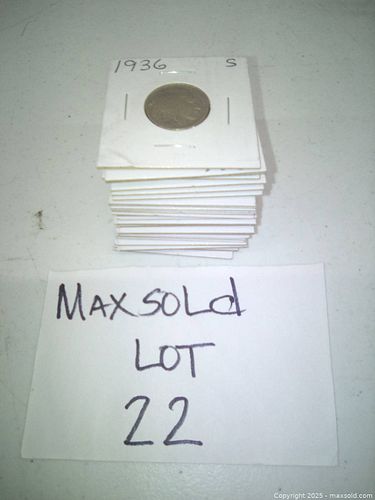 1936 S
MAXSOLd
LOT
22
Copyright 2025 - maxsold.com